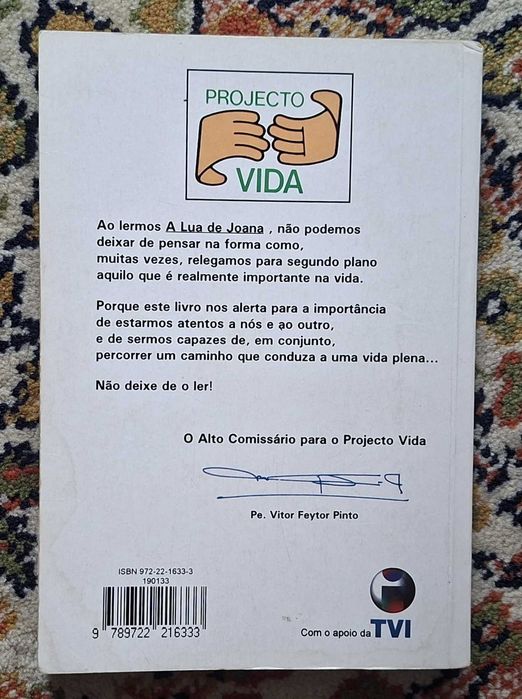 PROJECTO
VIDA
Ao lermos A Lua de Joana , não podemos
deixar de pensar na forma como,
muitas vezes, relegamos para segundo plano
aquilo que é realmente importante na vida.
Porque este livro nos alerta para a importância
de estarmos atentos a nós e ao outro,
e de sermos capazes de, em conjunto,
percorrer um caminho que conduza a uma vida plena...
Não deixe de o ler!
O Alto Comissário para o Projecto Vida
Pe. Vitor Feytor Pinto
ISBN 972-22-1633-3
190133
9 789722 216333
Com o apoio da TVI